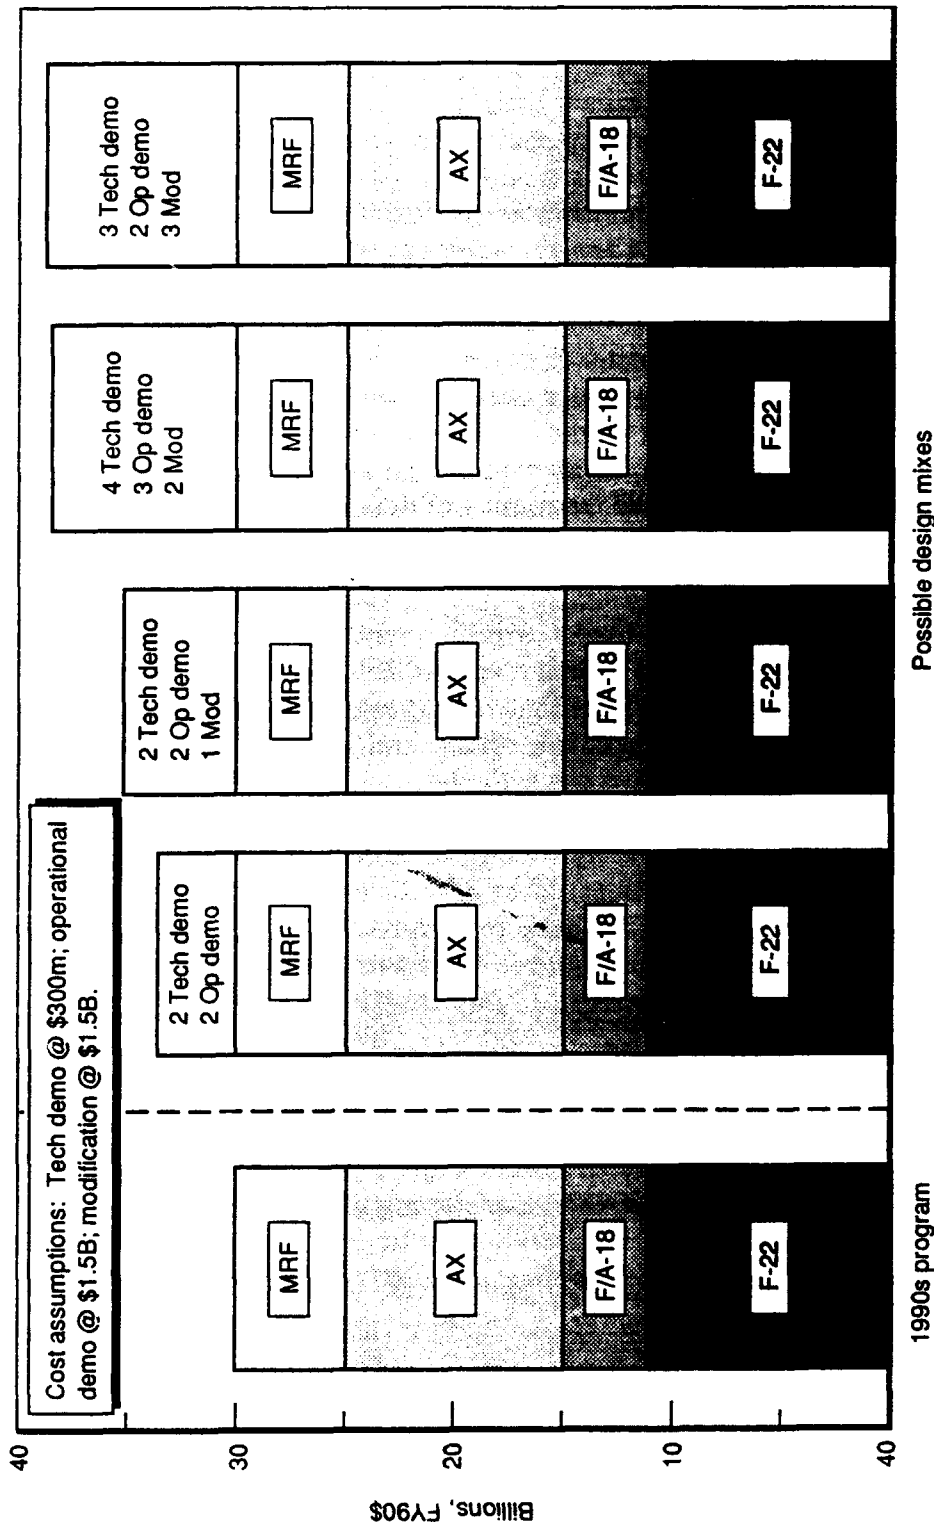 Cost assumptions: Tech demo @ $300m; operational
demo @ $1.5B; modification @ $1.5B.
Billions, FY90$
40
30
20
10
40
MRF
AX
F/A-18
F-22
2 Tech demo
2 Op demo
MRF
AX
F/A-18
F-22
2 Tech demo
2 Op demo
1 Mod
MRF
AX
F/A-18
F-22
4 Tech demo
3 Op demo
2 Mod
MRF
AX
F/A-18
F-22
3 Tech demo
2 Op demo
3 Mod
MRF
AX
F/A-18
F-22
1990s program
Possible design mixes